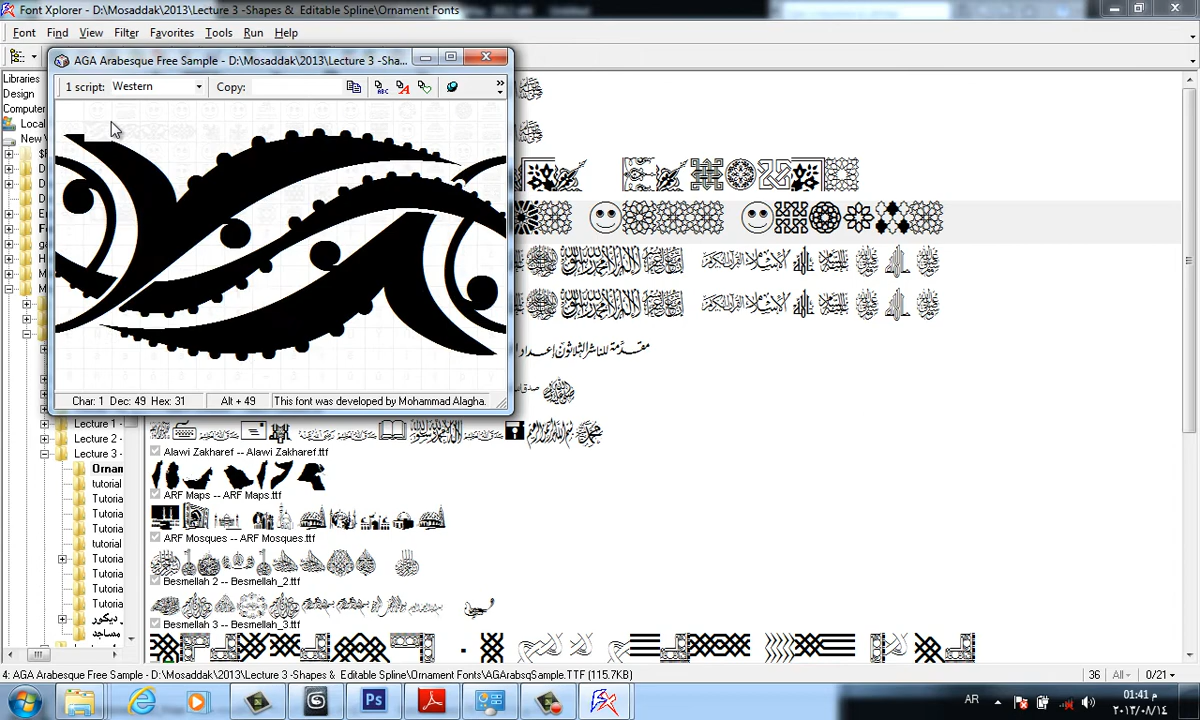 Font Xplorer - D:\Mosaddak\2013\Lecture 3 -Shapes & Editable Spline\Ornament Fonts
Font Find View Filter Favorites Tools Run Help
AGA Arabesque Free Sample - D:\Mosaddak\2013\Lecture 3 -Sha...
1 script: Western Copy:
Libraries
Design
Computer
Local
New
Char: 1 Dec: 49 Hex: 31 Alt + 49 This font was developed by Mohammad Alagha.
Lecture 1
Lecture 2
Alawi Zakharef -- Alawi Zakharef.ttf
Lecture 3
Ornam
tutorial
ARF Maps -- ARF Maps.ttf
Tutoria
Tutoria
Tutoria
ARF Mosques -- ARF Mosques.ttf
tutorial
Tutoria
Tutoria
Besmellah 2 -- Besmellah_2.ttf
Tutoria
Tutoria
ديكور
Besmellah 3 -- Besmellah_3.ttf
مساجد
4: AGA Arabesque Free Sample - D:\Mosaddak\2013\Lecture 3 -Shapes & Editable Spline\Ornament Fonts\AGArabsqSample.TTF (115.7KB) 36 All 0/21
AR
01:41 م
٢٠١٣/٠٨/١٤